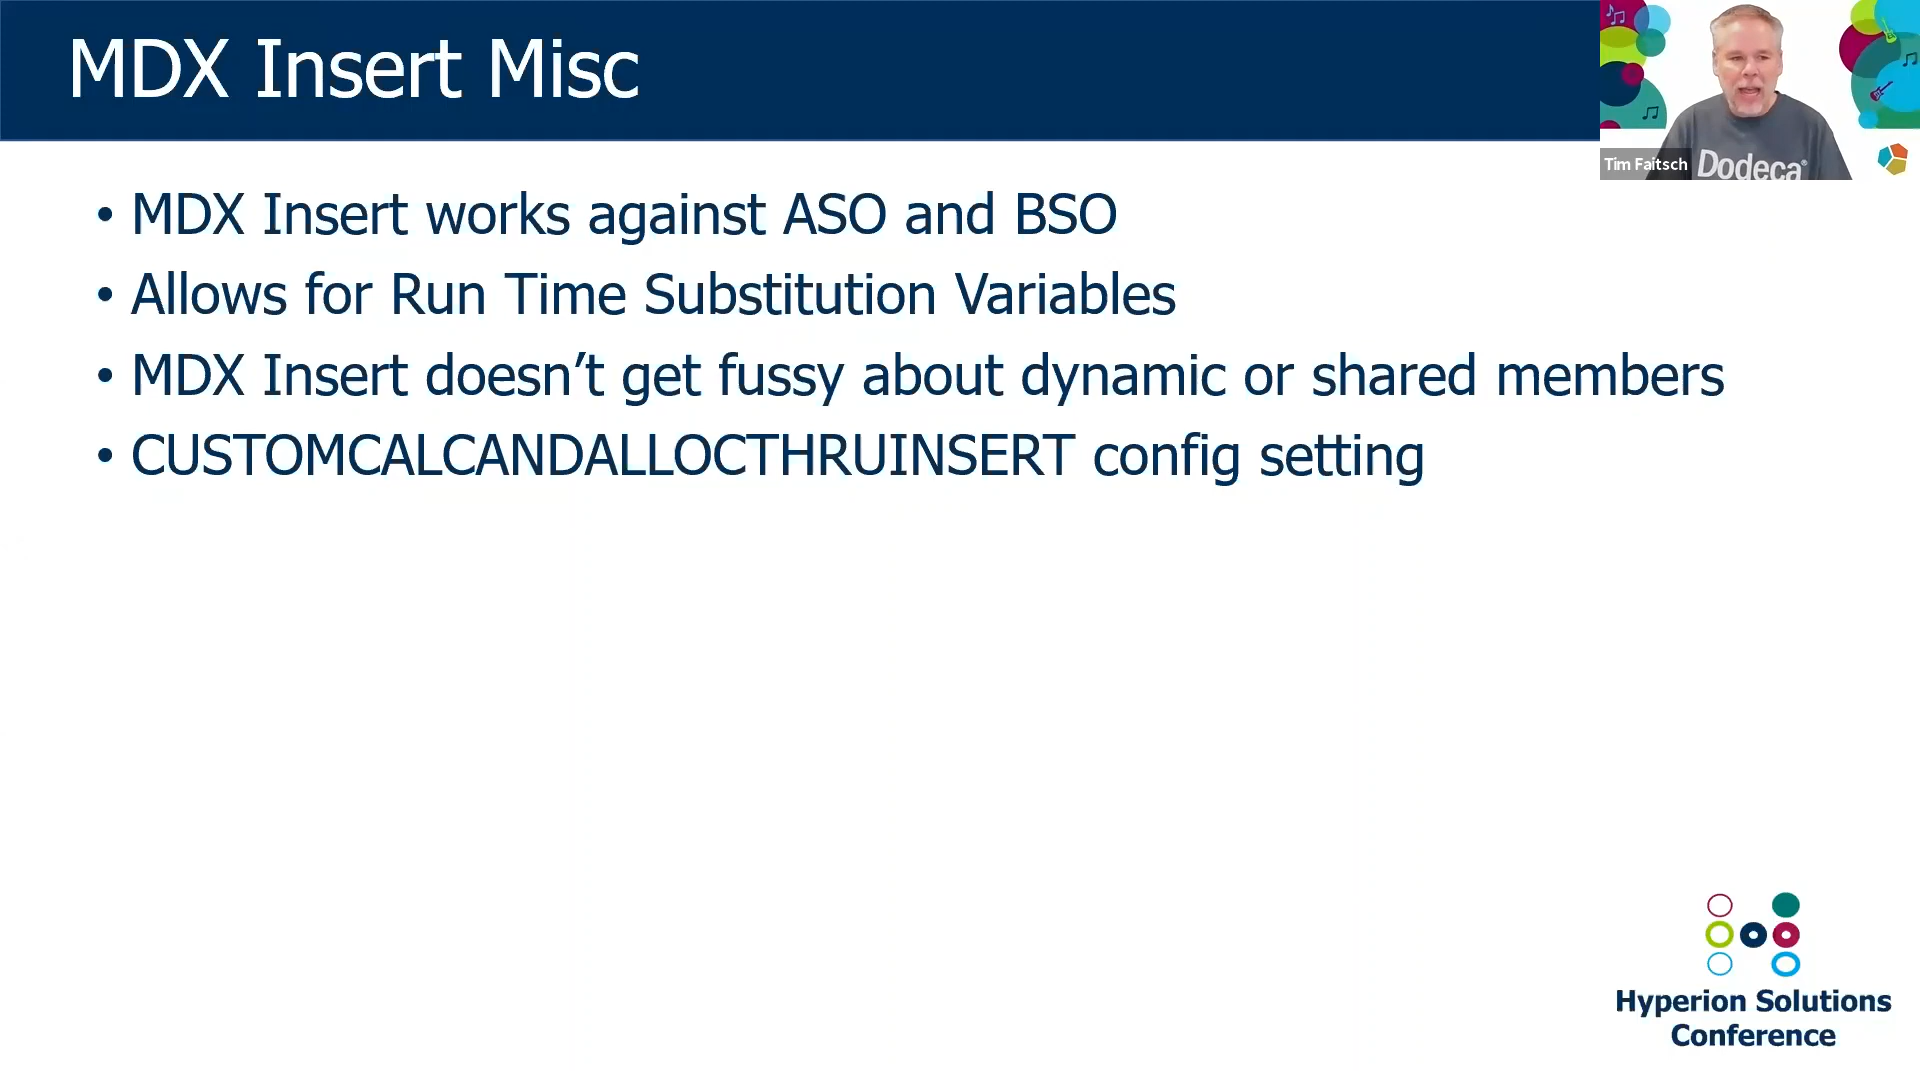 MDX Insert Misc
Tim Faitsch
Dodeca®
• MDX Insert works against ASO and BSO
• Allows for Run Time Substitution Variables
• MDX Insert doesn’t get fussy about dynamic or shared members
• CUSTOMCALCANDALLOCTHRUINSERT config setting
Hyperion Solutions
Conference